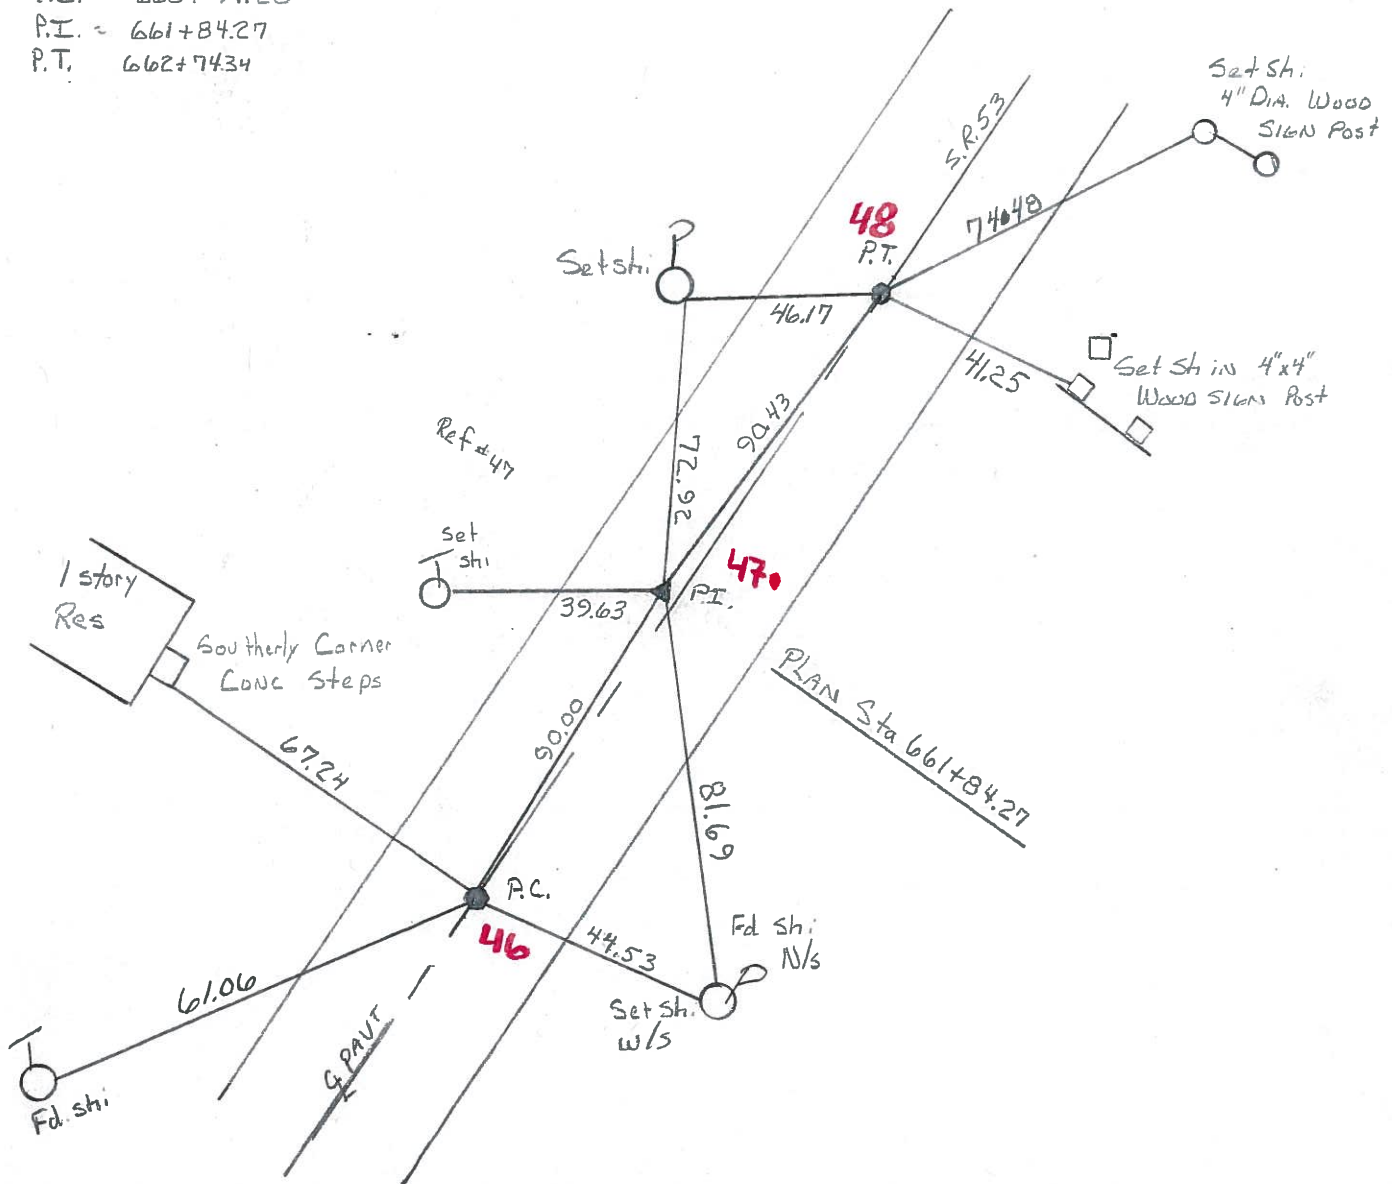 P.I. = 661+84.27
P.T. 662+74.34
Set Shi
4" DIA. WOOD
SIGN Post
S.R.53
48
P.T.
74.48
Set shi
P
46.17
41.25
Set Sh in 4"x4"
WOOD SIGN Post
90.43
72.92
Ref #47
set
shi
T
39.63
47
P.I.
1 story
Res
Southerly Corner
CONC Steps
PLAN Sta 661+84.27
67.24
90.00
81.69
P.C.
46
44.53
Fd Shi
N/s
P
Set Sh.
w/s
61.06
T
Fd. shi
℄ PAVT